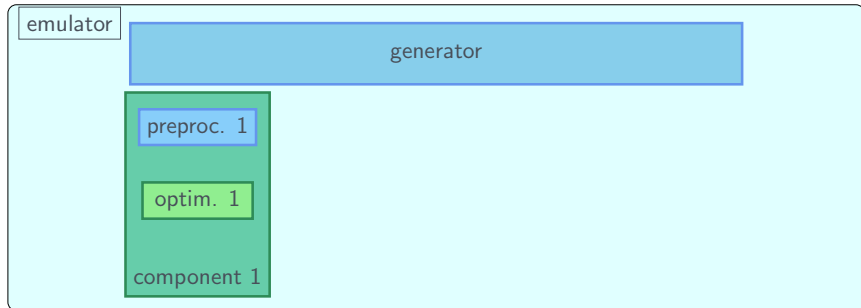 emulator
generator
preproc. 1
optim. 1
component 1